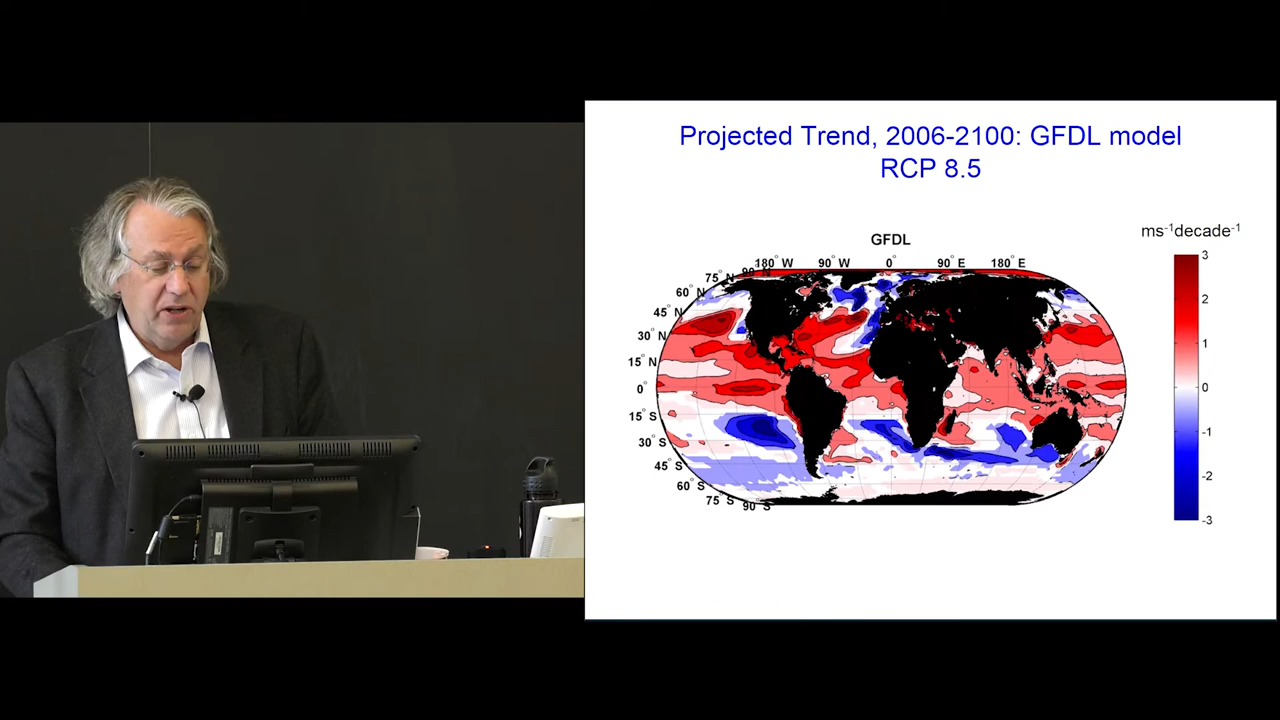 Projected Trend, 2006-2100: GFDL model
RCP 8.5
ms⁻¹decade⁻¹
GFDL
180° W 90° W 0° 90° E 180° E
90° N
75° N
60° N
45° N
30° N
15° N
0°
15° S
30° S
45° S
60° S
75° S
90° S
3
2
1
0
-1
-2
-3